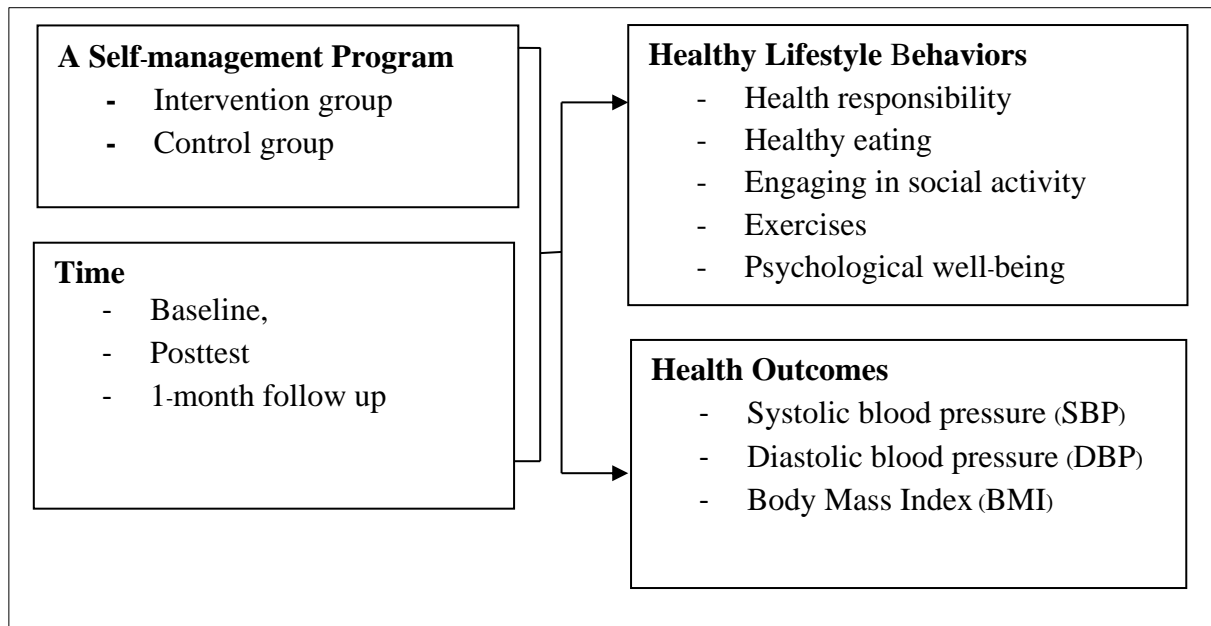 A Self-management Program
- Intervention group
- Control group
Time
- Baseline,
- Posttest
- 1-month follow up
Healthy Lifestyle Behaviors
- Health responsibility
- Healthy eating
- Engaging in social activity
- Exercises
- Psychological well-being
Health Outcomes
- Systolic blood pressure (SBP)
- Diastolic blood pressure (DBP)
- Body Mass Index (BMI)